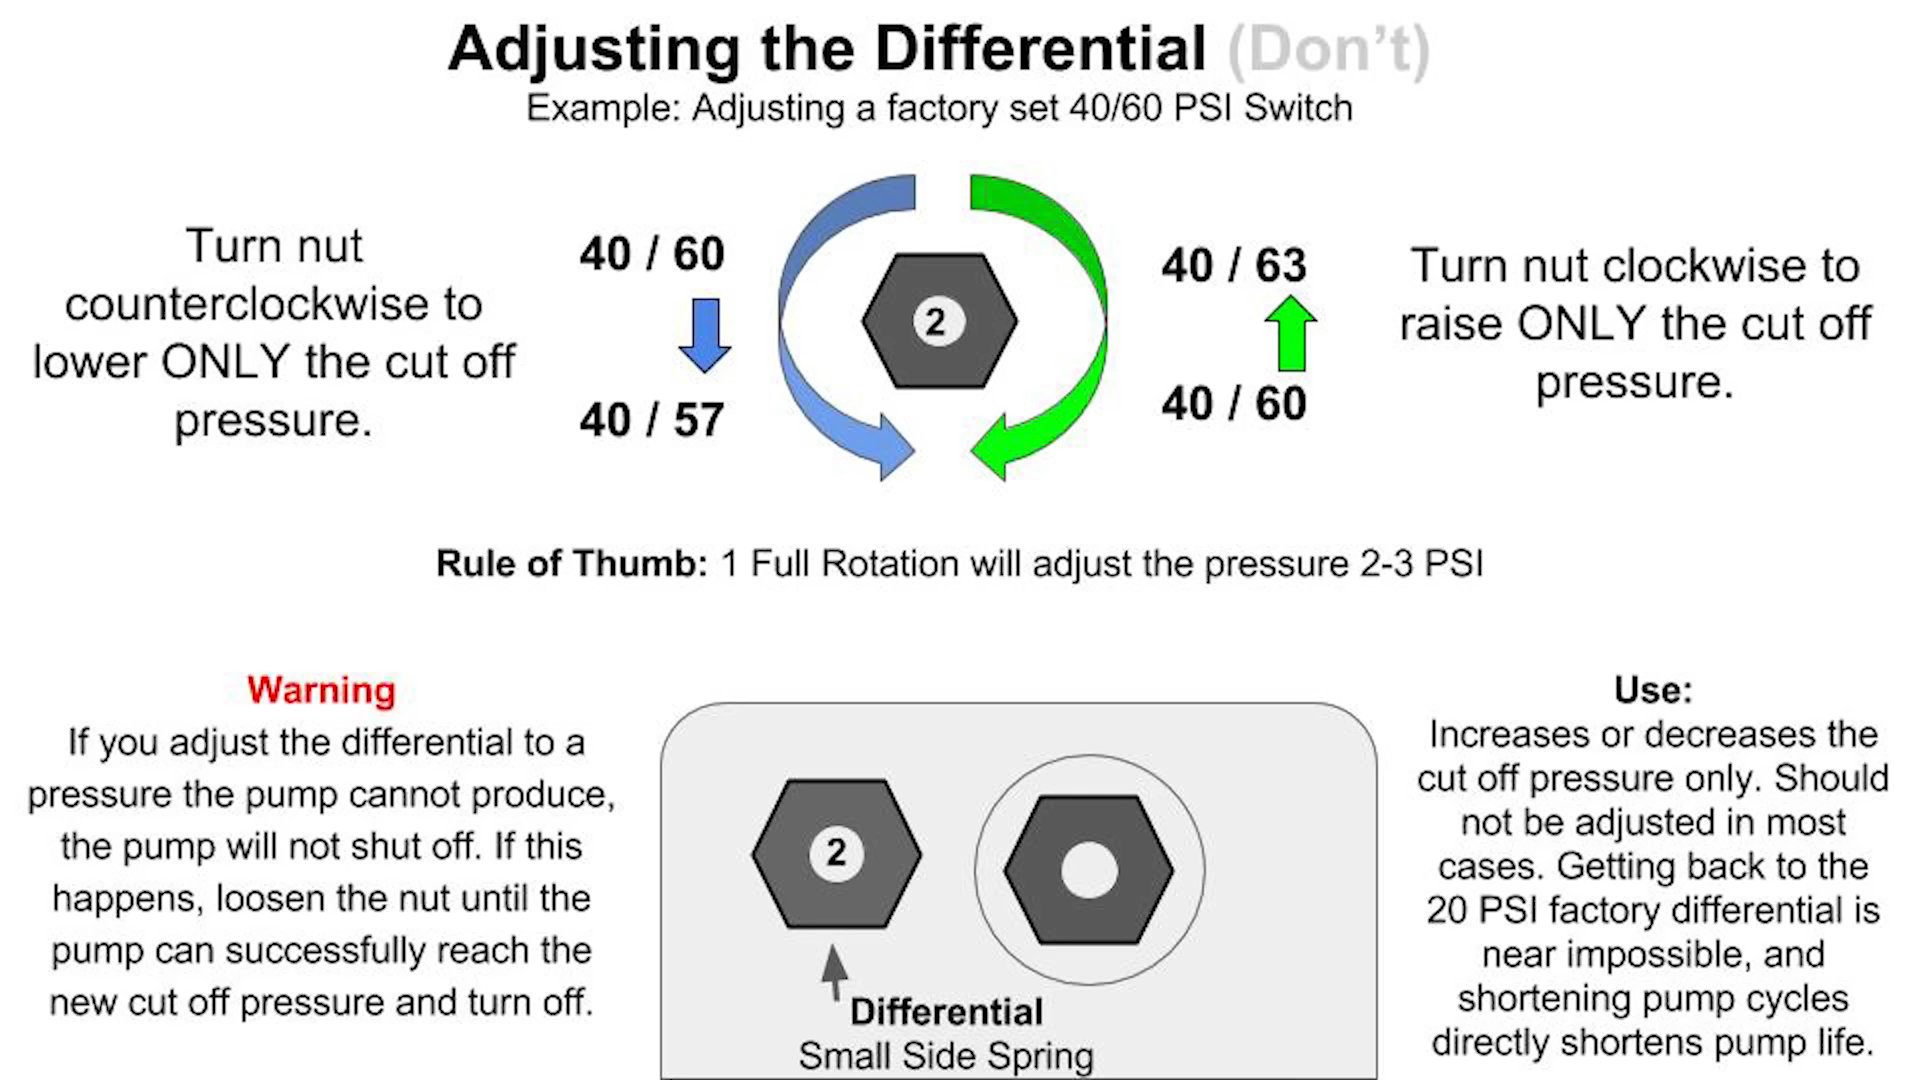 Adjusting the Differential (Don't)
Example: Adjusting a factory set 40/60 PSI Switch
Turn nut
counterclockwise to
lower ONLY the cut off
pressure.
40 / 60
40 / 57
2
40 / 63
40 / 60
Turn nut clockwise to
raise ONLY the cut off
pressure.
Rule of Thumb: 1 Full Rotation will adjust the pressure 2-3 PSI
Warning
If you adjust the differential to a
pressure the pump cannot produce,
the pump will not shut off. If this
happens, loosen the nut until the
pump can successfully reach the
new cut off pressure and turn off.
2
Differential
Small Side Spring
Use:
Increases or decreases the
cut off pressure only. Should
not be adjusted in most
cases. Getting back to the
20 PSI factory differential is
near impossible, and
shortening pump cycles
directly shortens pump life.